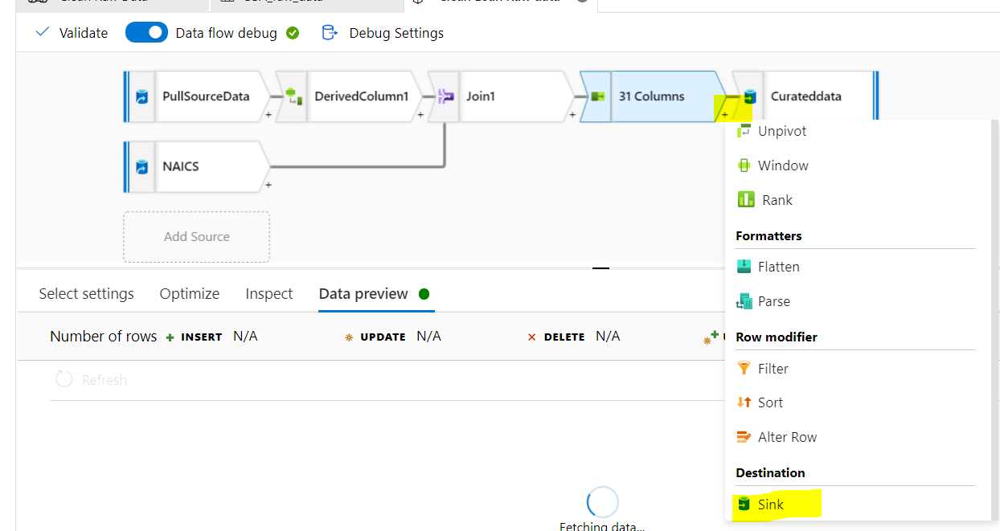 Validate Data flow debug Debug Settings
PullSourceData DerivedColumn1 Join1 31 Columns Curateddata
+ + + +
NAICS
+
Add Source
Unpivot
Window
Rank
Formatters
Flatten
Parse
Row modifier
Filter
Sort
Alter Row
Destination
Sink
Select settings Optimize Inspect Data preview
Number of rows + INSERT N/A UPDATE N/A DELETE N/A
Refresh
Fetching data...